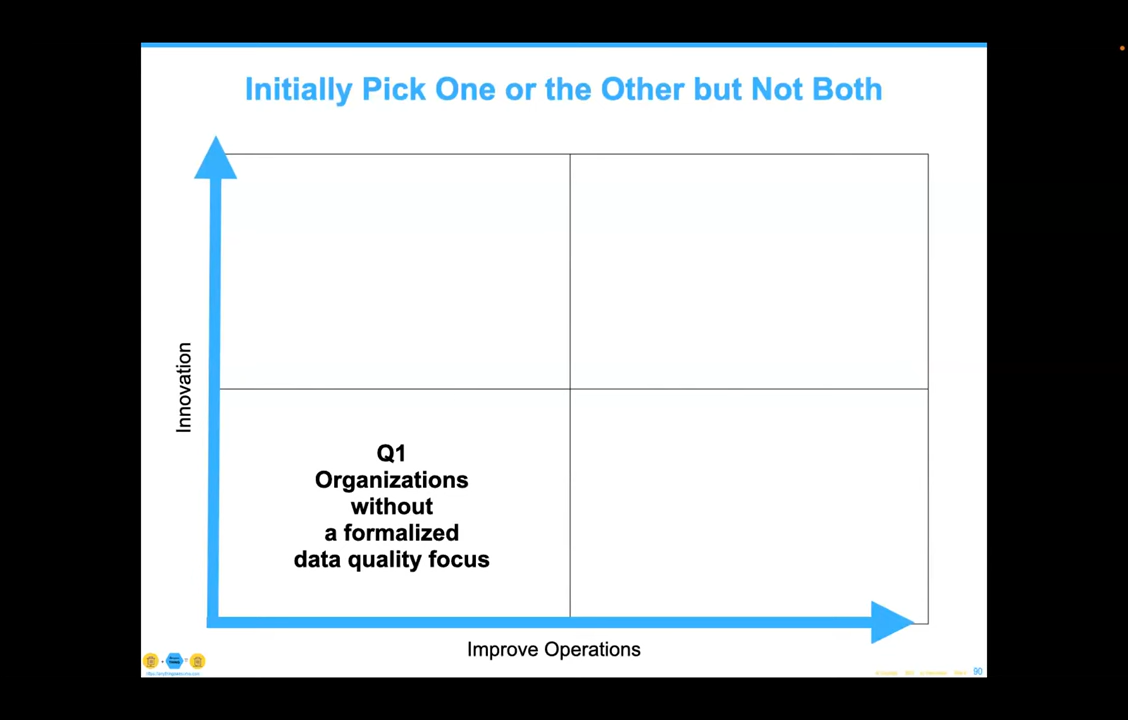 Initially Pick One or the Other but Not Both
Innovation
Q1
Organizations
without
a formalized
data quality focus
Improve Operations
90